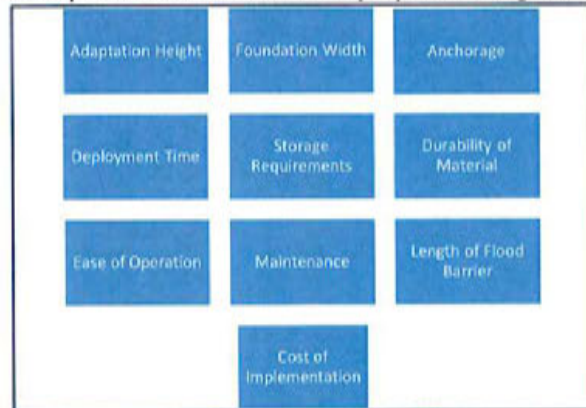 Adaptation Height
Foundation Width
Anchorage
Deployment Time
Storage
Requirements
Durability of
Material
Ease of Operation
Maintenance
Length of Flood
Barrier
Cost of
Implementation